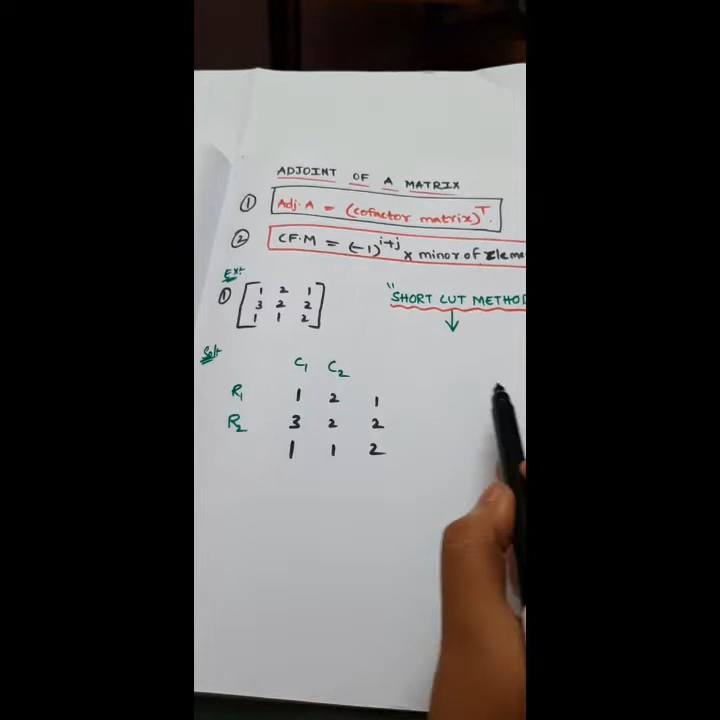 ADJOINT OF A MATRIX
① Adj.A = (cofactor matrix)ᵀ.
② C.F.M = (-1)^{i+j} × minor of eleme
Ex:
① [ 1 2 1
3 2 2
1 1 2 ]
"SHORT CUT METHOD
↓
Sol:
C₁ C₂
R₁ 1 2 1
R₂ 3 2 2
1 1 2